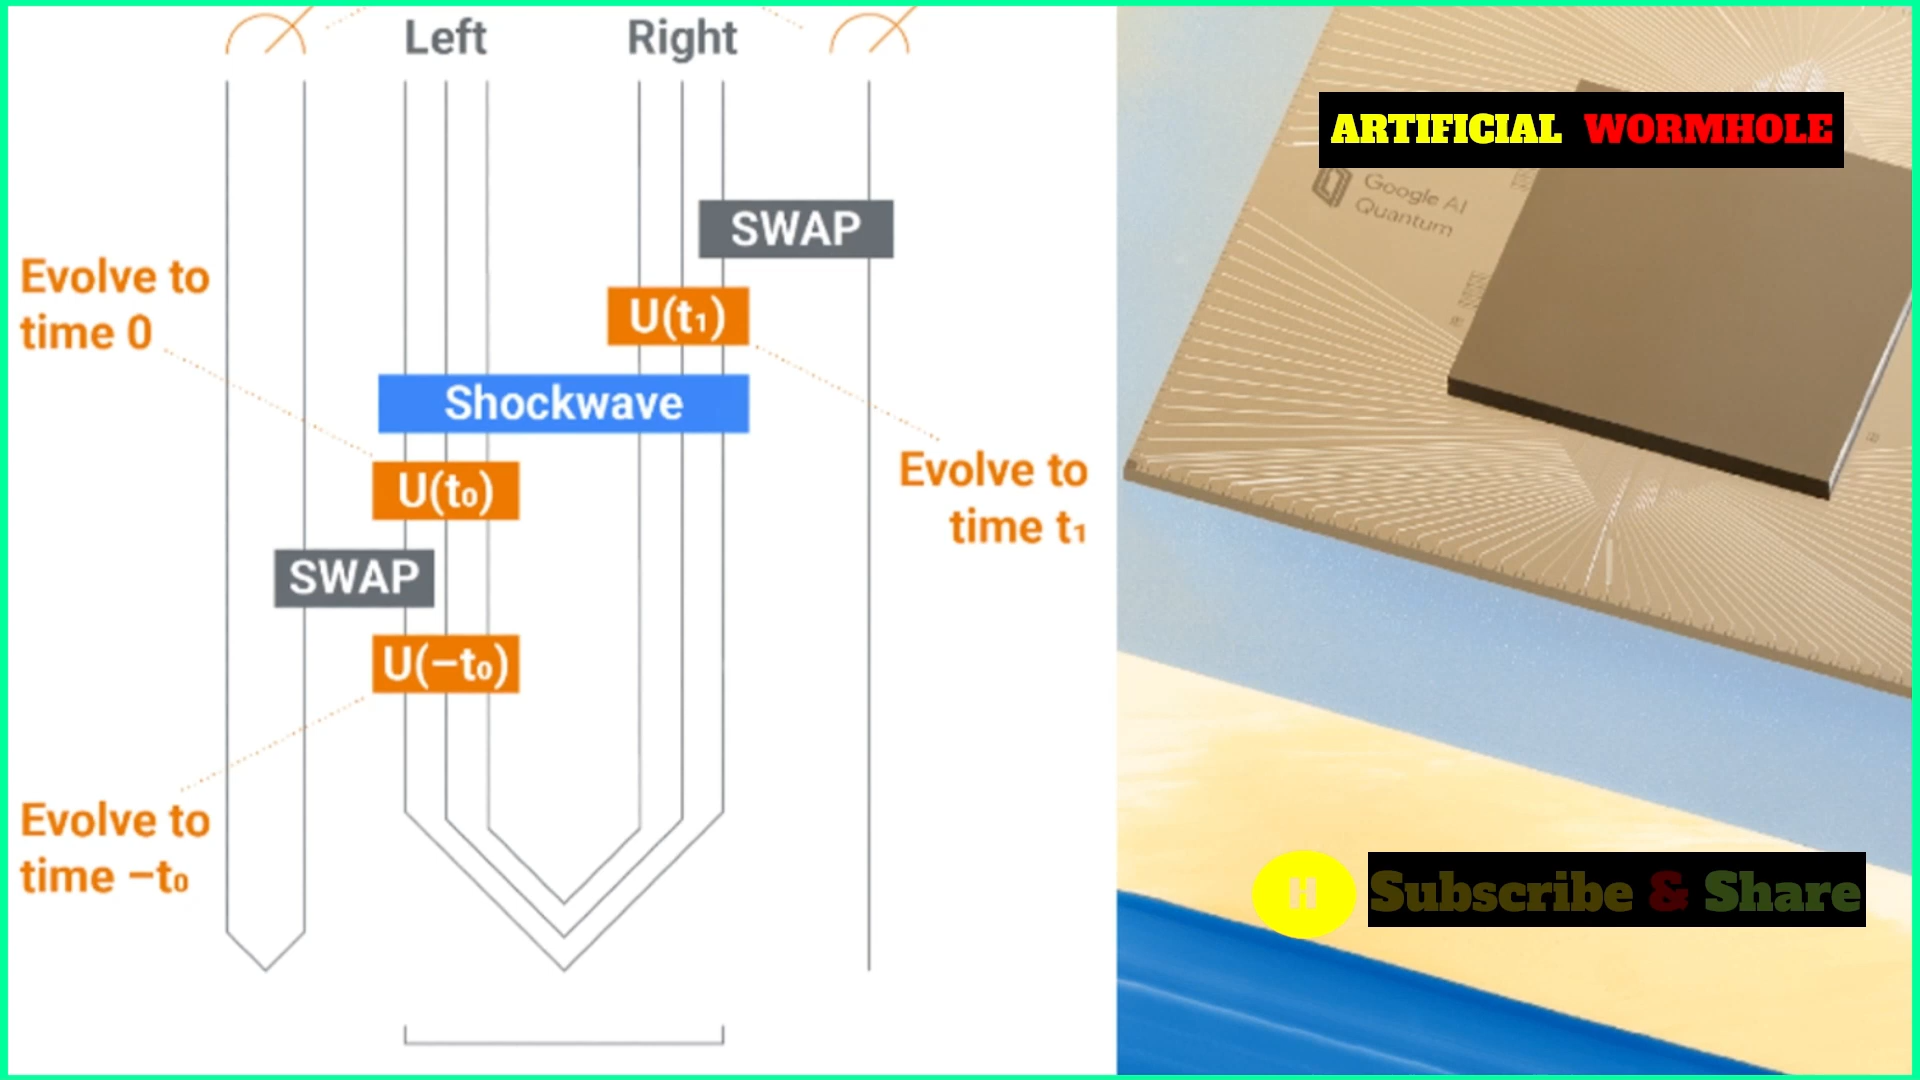 Left
Right
ARTIFICIAL WORMHOLE
Google AI
Quantum
SWAP
Evolve to
time 0
U(t₁)
Shockwave
Evolve to
time t₁
U(t₀)
SWAP
U(−t₀)
Evolve to
time −t₀
H
Subscribe & Share